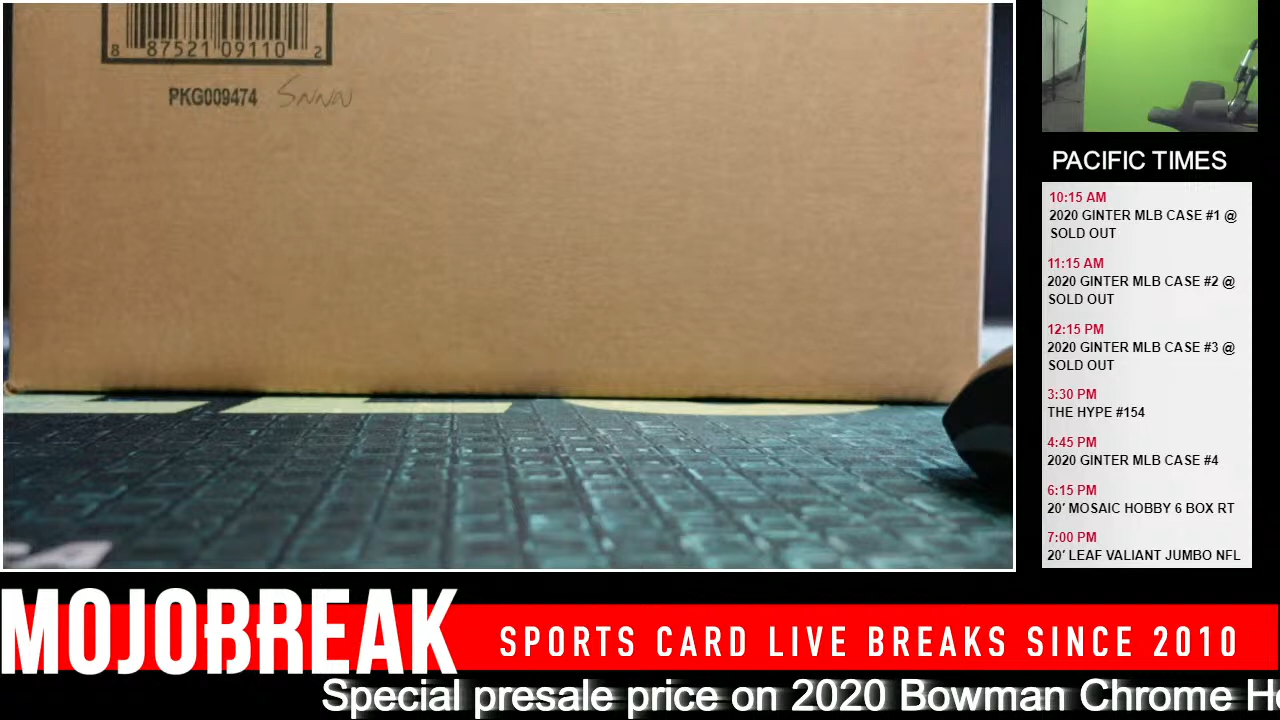 8 87521 09110 2
PKG009474
PACIFIC TIMES
10:15 AM
2020 GINTER MLB CASE #1 @
SOLD OUT
11:15 AM
2020 GINTER MLB CASE #2 @
SOLD OUT
12:15 PM
2020 GINTER MLB CASE #3 @
SOLD OUT
3:30 PM
THE HYPE #154
4:45 PM
2020 GINTER MLB CASE #4
6:15 PM
20' MOSAIC HOBBY 6 BOX RT
7:00 PM
20' LEAF VALIANT JUMBO NFL
MOJOBREAK
SPORTS CARD LIVE BREAKS SINCE 2010
Special presale price on 2020 Bowman Chrome